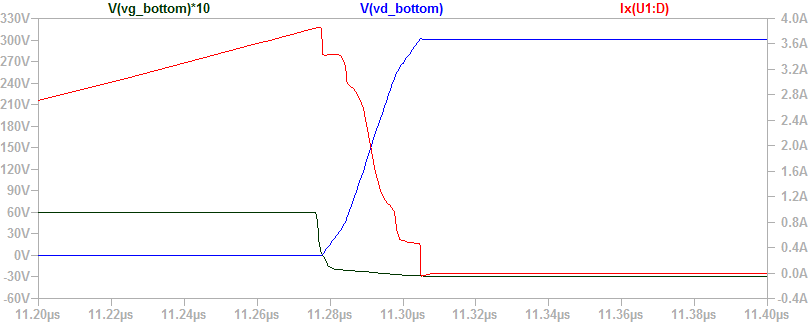 V(vg_bottom)*10 V(vd_bottom) Ix(U1:D)
330V 4.0A
300V 3.6A
270V 3.2A
240V 2.8A
210V 2.4A
180V 2.0A
150V 1.6A
120V 1.2A
90V 0.8A
60V 0.4A
30V 0.0A
0V -0.4A
-30V
-60V
11.20µs 11.22µs 11.24µs 11.26µs 11.28µs 11.30µs 11.32µs 11.34µs 11.36µs 11.38µs 11.40µs